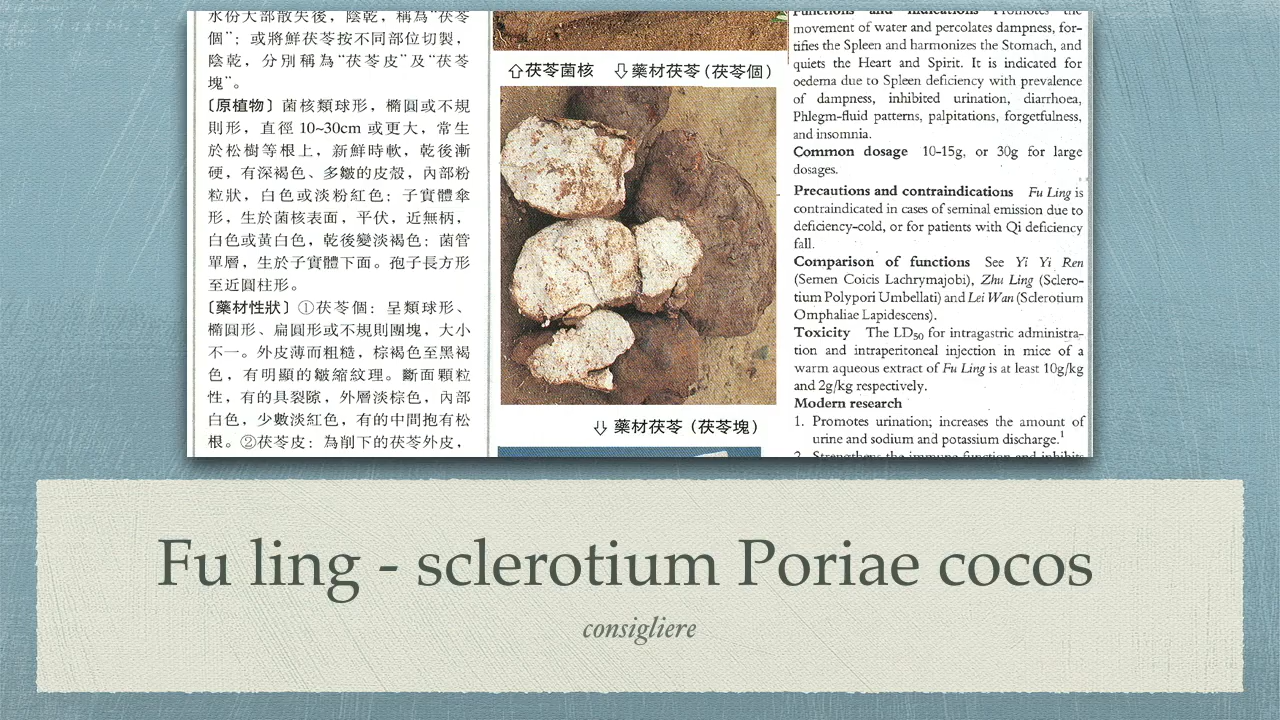 水份大部散失後，陰乾，稱為“茯苓
個”；或將鮮茯苓按不同部位切製，
陰乾，分別稱為“茯苓皮”及“茯苓
塊”。
〔原植物〕菌核類球形，橢圓或不規
則形，直徑 10~30cm 或更大，常生
於松樹等根上，新鮮時軟，乾後漸
硬，有深褐色、多皺的皮殼，內部粉
粒狀，白色或淡粉紅色；子實體傘
形，生於菌核表面，平伏，近無柄，
白色或黃白色，乾後變淡褐色；菌管
單層，生於子實體下面。孢子長方形
至近圓柱形。
〔藥材性狀〕①茯苓個：呈類球形、
橢圓形、扁圓形或不規則團塊，大小
不一。外皮薄而粗糙，棕褐色至黑褐
色，有明顯的皺縮紋理。斷面顆粒
性，有的具裂隙，外層淡棕色，內部
白色，少數淡紅色，有的中間抱有松
根。②茯苓皮：為削下的茯苓外皮，
⇧茯苓菌核 ⇩藥材茯苓（茯苓個）
⇩ 藥材茯苓（茯苓塊）
Functions and indications Promotes the
movement of water and percolates dampness, for-
tifies the Spleen and harmonizes the Stomach, and
quiets the Heart and Spirit. It is indicated for
oedema due to Spleen deficiency with prevalence
of dampness, inhibited urination, diarrhoea,
Phlegm-fluid patterns, palpitations, forgetfulness,
and insomnia.
Common dosage 10-15g, or 30g for large
dosages.
Precautions and contraindications Fu Ling is
contraindicated in cases of seminal emission due to
deficiency-cold, or for patients with Qi deficiency
fall.
Comparison of functions See Yi Yi Ren
(Semen Coicis Lachrymajobi), Zhu Ling (Sclero-
tium Polypori Umbellati) and Lei Wan (Sclerotium
Omphaliae Lapidescens).
Toxicity The LD50 for intragastric administra-
tion and intraperitoneal injection in mice of a
warm aqueous extract of Fu Ling is at least 10g/kg
and 2g/kg respectively.
Modern research
1. Promotes urination; increases the amount of
urine and sodium and potassium discharge.1
2. Strengthens the immune function and inhibits
Fu ling - sclerotium Poriae cocos
consigliere